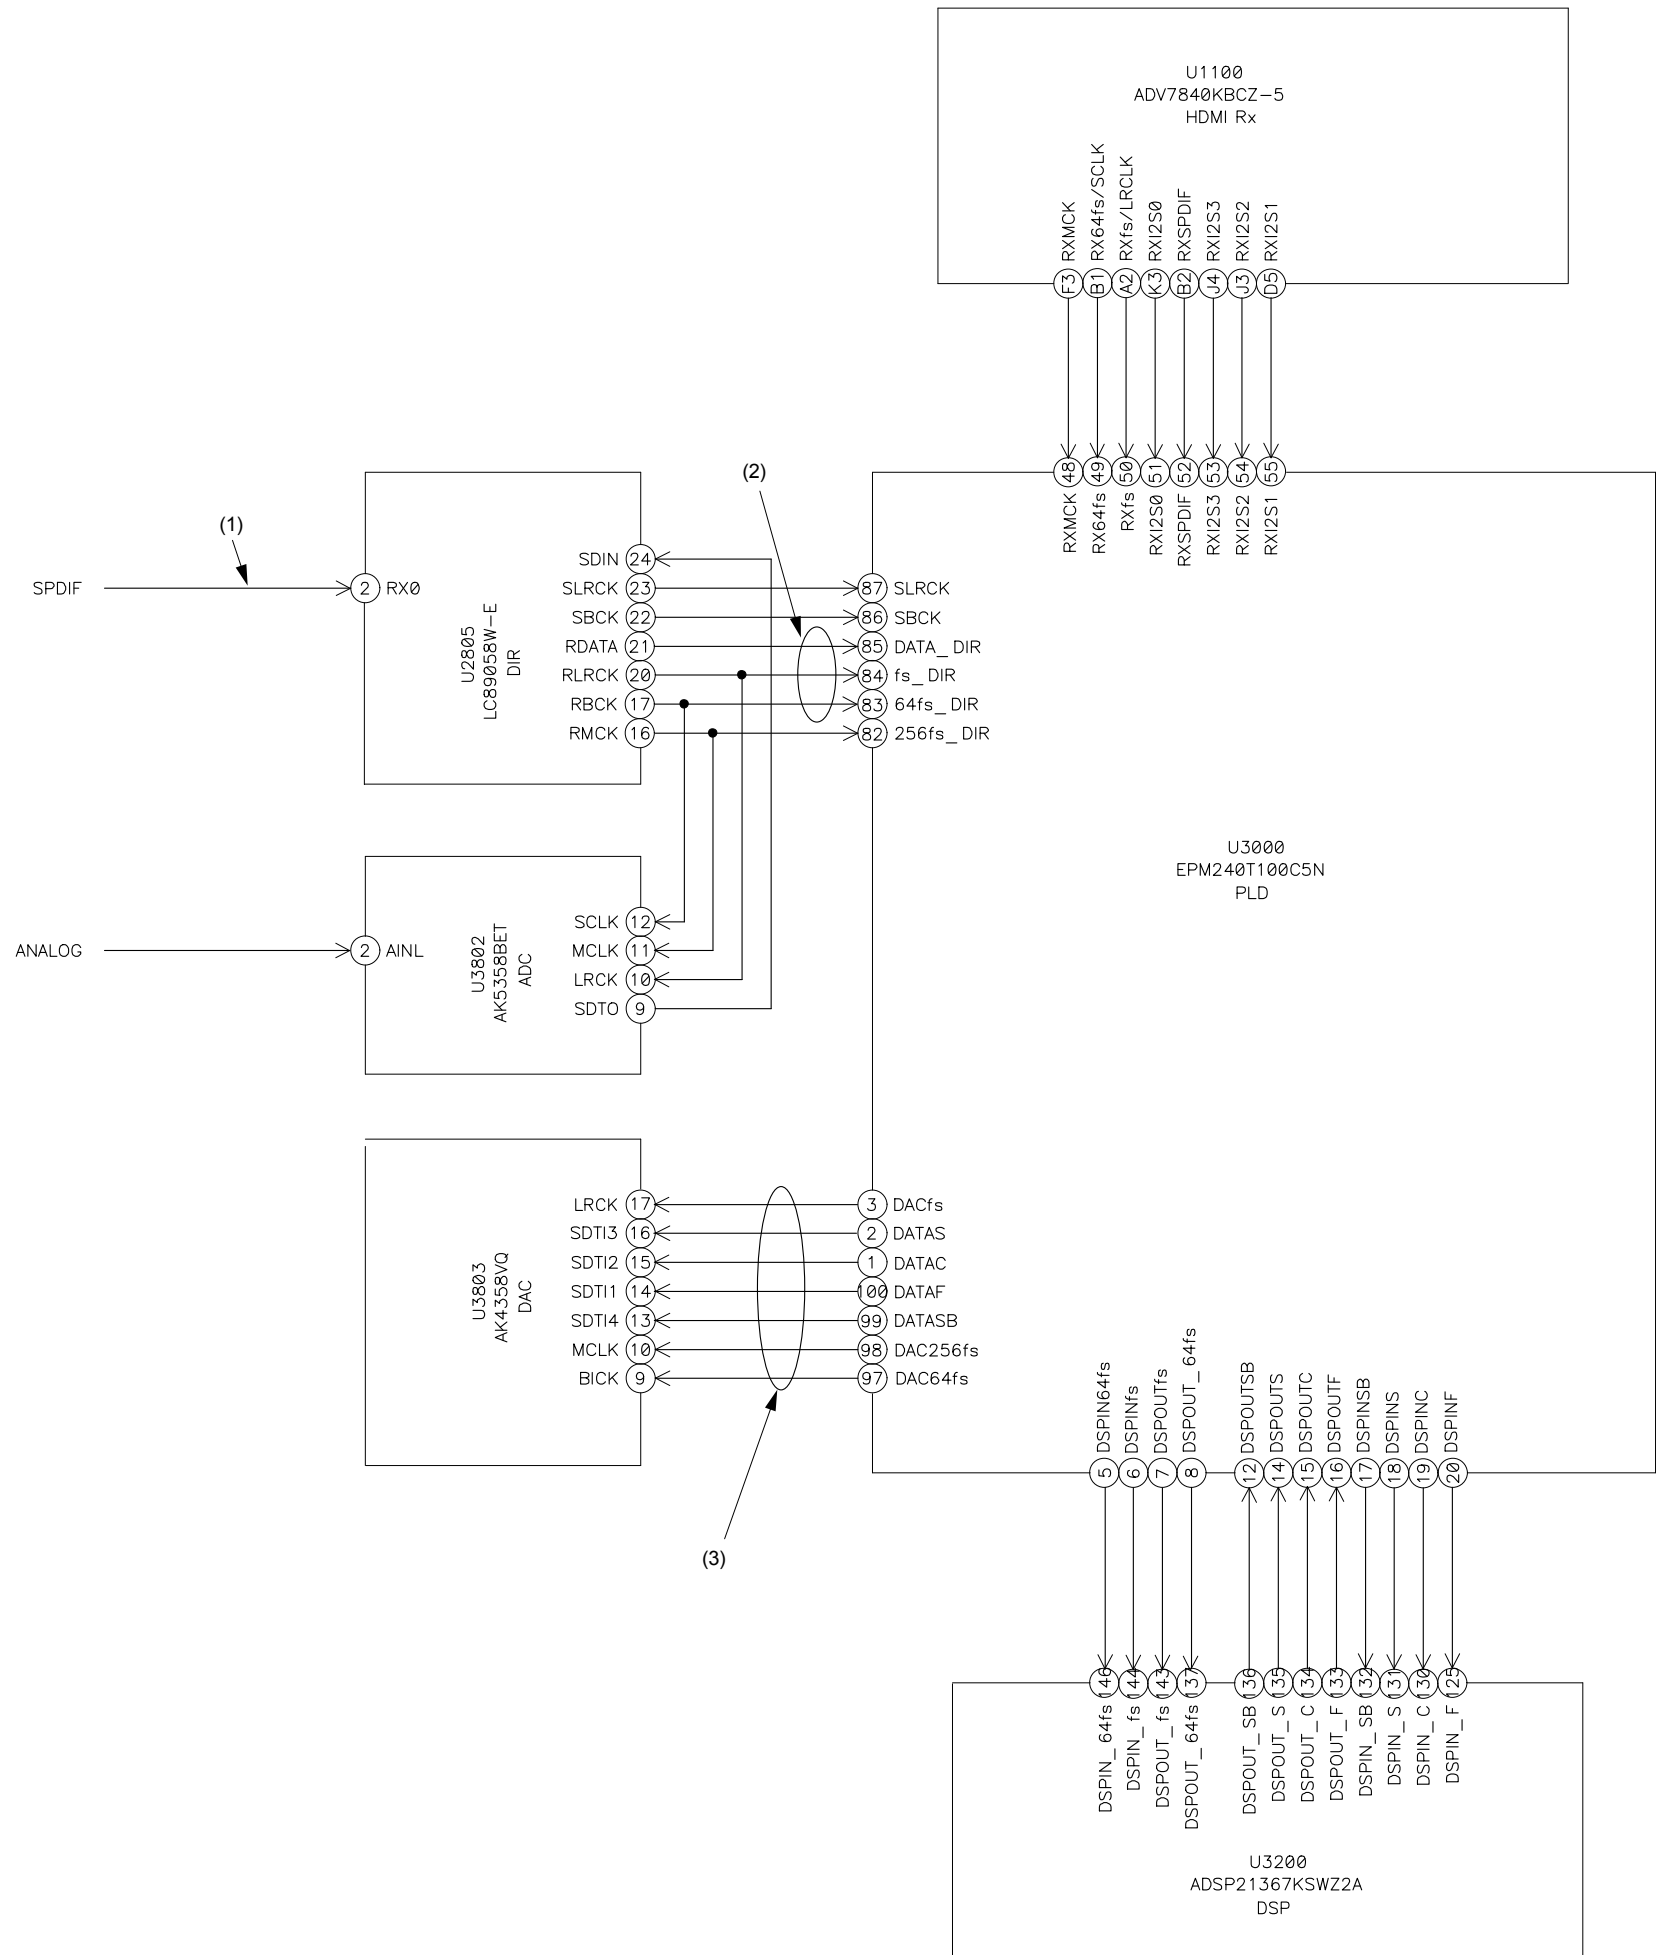 U1100
ADV7840KBCZ-5
HDMI Rx
RXMCK
RX64fs/SCLK
RXfs/LRCLK
RXI2S0
RXSPDIF
RXI2S3
RXI2S2
RXI2S1
F3
B1
A2
K3
B2
J4
J3
D5
48
49
50
51
52
53
54
55
RXMCK
RX64fs
RXfs
RXI2S0
RXSPDIF
RXI2S3
RXI2S2
RXI2S1
(1)
(2)
SPDIF
2 RX0
U2805
LC89058W-E
DIR
SDIN 24
SLRCK 23
SBCK 22
RDATA 21
RLRCK 20
RBCK 17
RMCK 16
87 SLRCK
86 SBCK
85 DATA_DIR
84 fs_DIR
83 64fs_DIR
82 256fs_DIR
U3000
EPM240T100C5N
PLD
ANALOG
2 AINL
U3802
AK5358BET
ADC
SCLK 12
MCLK 11
LRCK 10
SDTO 9
U3803
AK4358VQ
DAC
LRCK 17
SDTI3 16
SDTI2 15
SDTI1 14
SDTI4 13
MCLK 10
BICK 9
3 DACfs
2 DATAS
1 DATAC
100 DATAF
99 DATASB
98 DAC256fs
97 DAC64fs
(3)
DSPIN64fs
DSPINfs
DSPOUTfs
DSPOUT_64fs
DSPOUTSB
DSPOUTS
DSPOUTC
DSPOUTF
DSPINSB
DSPINS
DSPINC
DSPINF
5
6
7
8
12
14
15
16
17
18
19
20
146
144
143
137
136
135
134
133
132
131
130
125
DSPIN_64fs
DSPIN_fs
DSPOUT_fs
DSPOUT_64fs
DSPOUT_SB
DSPOUT_S
DSPOUT_C
DSPOUT_F
DSPIN_SB
DSPIN_S
DSPIN_C
DSPIN_F
U3200
ADSP21367KSWZ2A
DSP